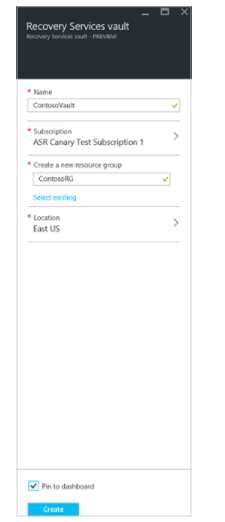 Recovery Services vault
Recovery Services vault - PREVIEW
* Name
ContosoVault
* Subscription
ASR Canary Test Subscription 1
* Create a new resource group
ContosoRG
Select existing
* Location
East US
Pin to dashboard
Create